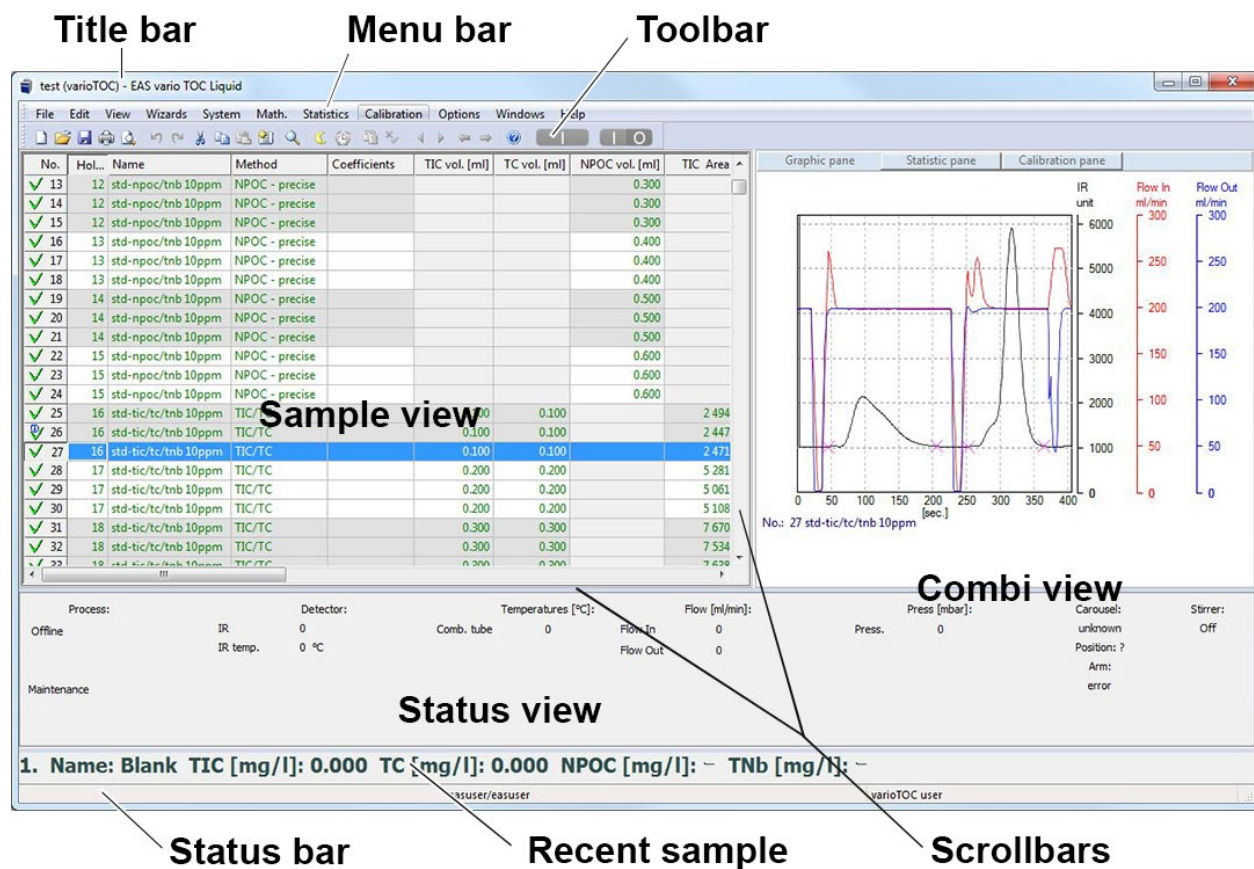 Title bar Menu bar Toolbar
test (varioTOC) - EAS vario TOC Liquid
File Edit View Wizards System Math. Statistics Calibration Options Windows Help
No. Hol... Name Method Coefficients TIC vol. [ml] TC vol. [ml] NPOC vol. [ml] TIC Area
13 12 std-npoc/tnb 10ppm NPOC - precise 0.300
14 12 std-npoc/tnb 10ppm NPOC - precise 0.300
15 12 std-npoc/tnb 10ppm NPOC - precise 0.300
16 13 std-npoc/tnb 10ppm NPOC - precise 0.400
17 13 std-npoc/tnb 10ppm NPOC - precise 0.400
18 13 std-npoc/tnb 10ppm NPOC - precise 0.400
19 14 std-npoc/tnb 10ppm NPOC - precise 0.500
20 14 std-npoc/tnb 10ppm NPOC - precise 0.500
21 14 std-npoc/tnb 10ppm NPOC - precise 0.500
22 15 std-npoc/tnb 10ppm NPOC - precise 0.600
23 15 std-npoc/tnb 10ppm NPOC - precise 0.600
24 15 std-npoc/tnb 10ppm NPOC - precise 0.600
25 16 std-tic/tc/tnb 10ppm TIC/TC 0.100 0.100 2 494
Sample view
26 16 std-tic/tc/tnb 10ppm TIC/TC 0.100 0.100 2 447
27 16 std-tic/tc/tnb 10ppm TIC/TC 0.100 0.100 2 471
28 17 std-tic/tc/tnb 10ppm TIC/TC 0.200 0.200 5 281
29 17 std-tic/tc/tnb 10ppm TIC/TC 0.200 0.200 5 061
30 17 std-tic/tc/tnb 10ppm TIC/TC 0.200 0.200 5 108
31 18 std-tic/tc/tnb 10ppm TIC/TC 0.300 0.300 7 670
32 18 std-tic/tc/tnb 10ppm TIC/TC 0.300 0.300 7 534
Graphic pane Statistic pane Calibration pane
IR Flow In Flow Out
unit ml/min ml/min
6000 300 300
5000 250 250
4000 200 200
3000 150 150
2000 100 100
1000 50 50
0 0 0
0 50 100 150 200 250 300 350 400
[sec.]
No.: 27 std-tic/tc/tnb 10ppm
Combi view
Process: Detector: Temperatures [°C]: Flow [ml/min]: Press [mbar]: Carousel: Stirrer:
Offline IR 0 Comb. tube 0 Flow In 0 Press. 0 unknown Off
IR temp. 0 °C Flow Out 0 Position: ?
Arm:
error
Maintenance
Status view
1. Name: Blank TIC [mg/l]: 0.000 TC [mg/l]: 0.000 NPOC [mg/l]: – TNb [mg/l]: –
easuser/easuser varioTOC user
Status bar Recent sample Scrollbars